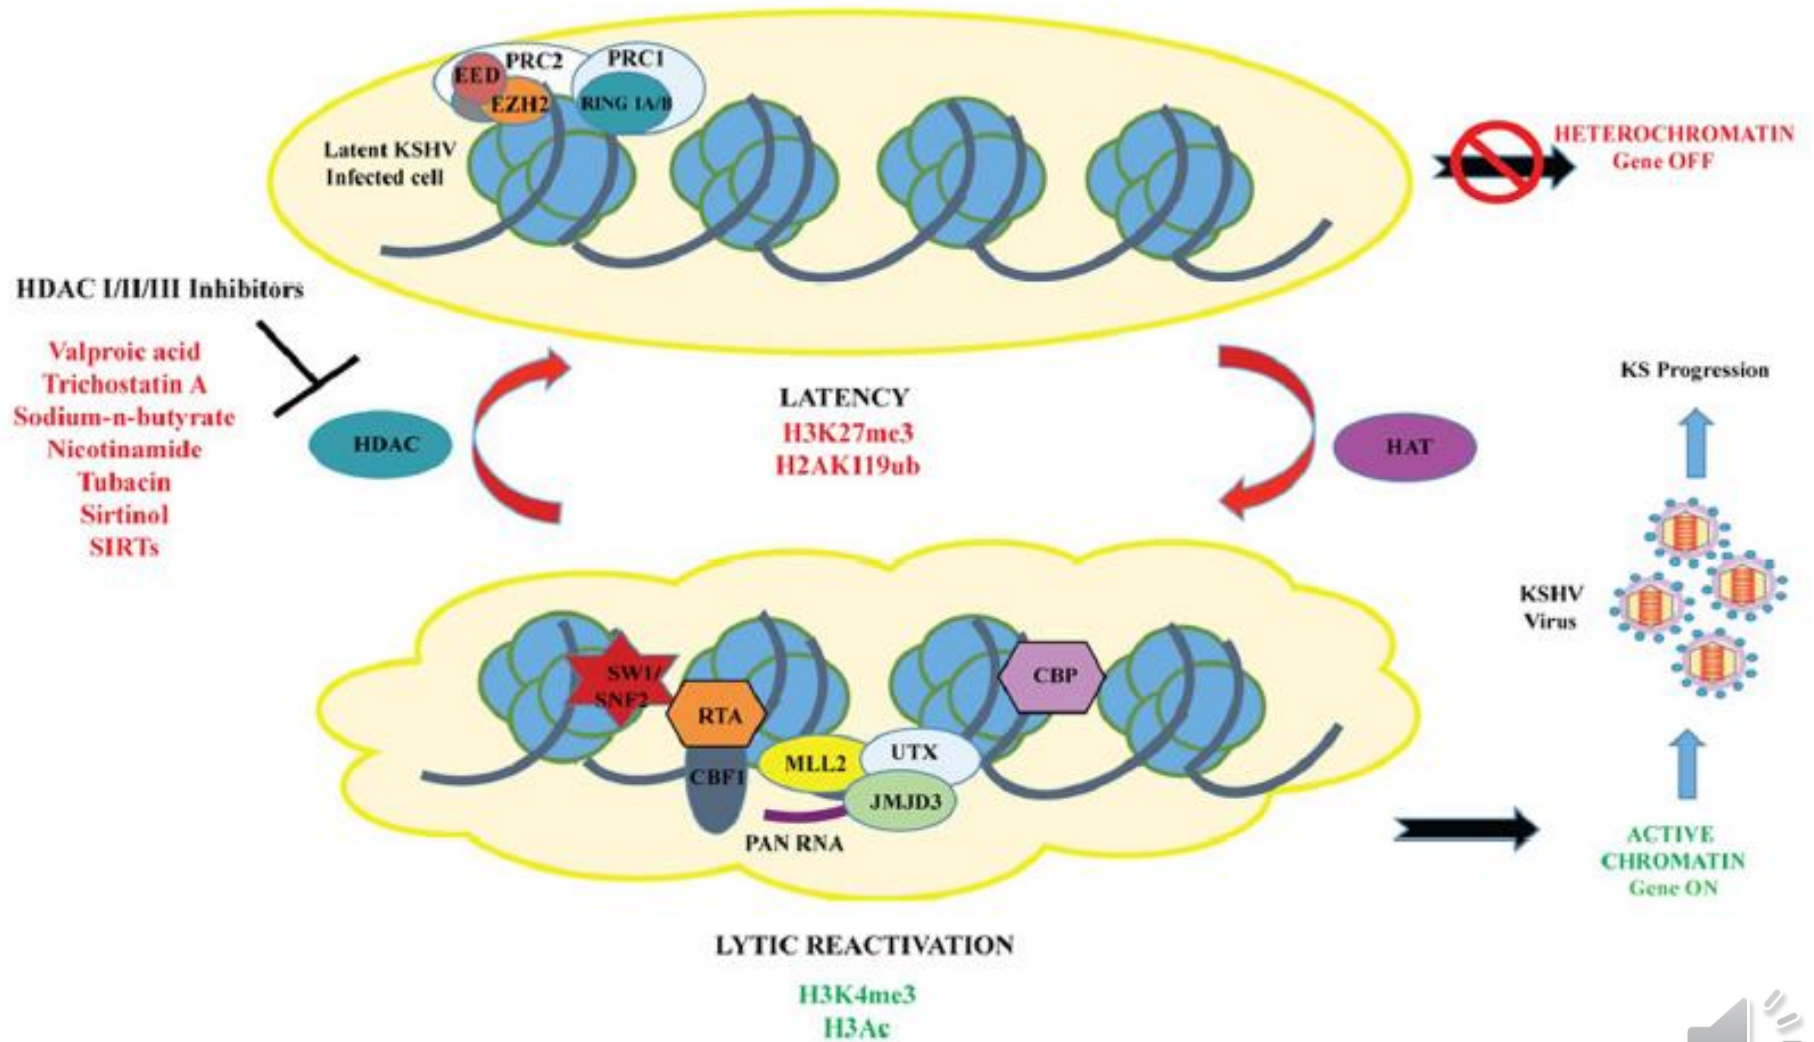 PRC2
PRC1
EED
EZH2
RING 1A/B
Latent KSHV
Infected cell
HETEROCHROMATIN
Gene OFF
HDAC I/II/III Inhibitors
Valproic acid
Trichostatin A
Sodium-n-butyrate
Nicotinamide
Tubacin
Sirtinol
SIRTs
HDAC
LATENCY
H3K27me3
H2AK119ub
HAT
KS Progression
KSHV
Virus
SWI/
SNF2
RTA
CBF1
MLL2
UTX
JMJD3
CBP
PAN RNA
ACTIVE
CHROMATIN
Gene ON
LYTIC REACTIVATION
H3K4me3
H3Ac